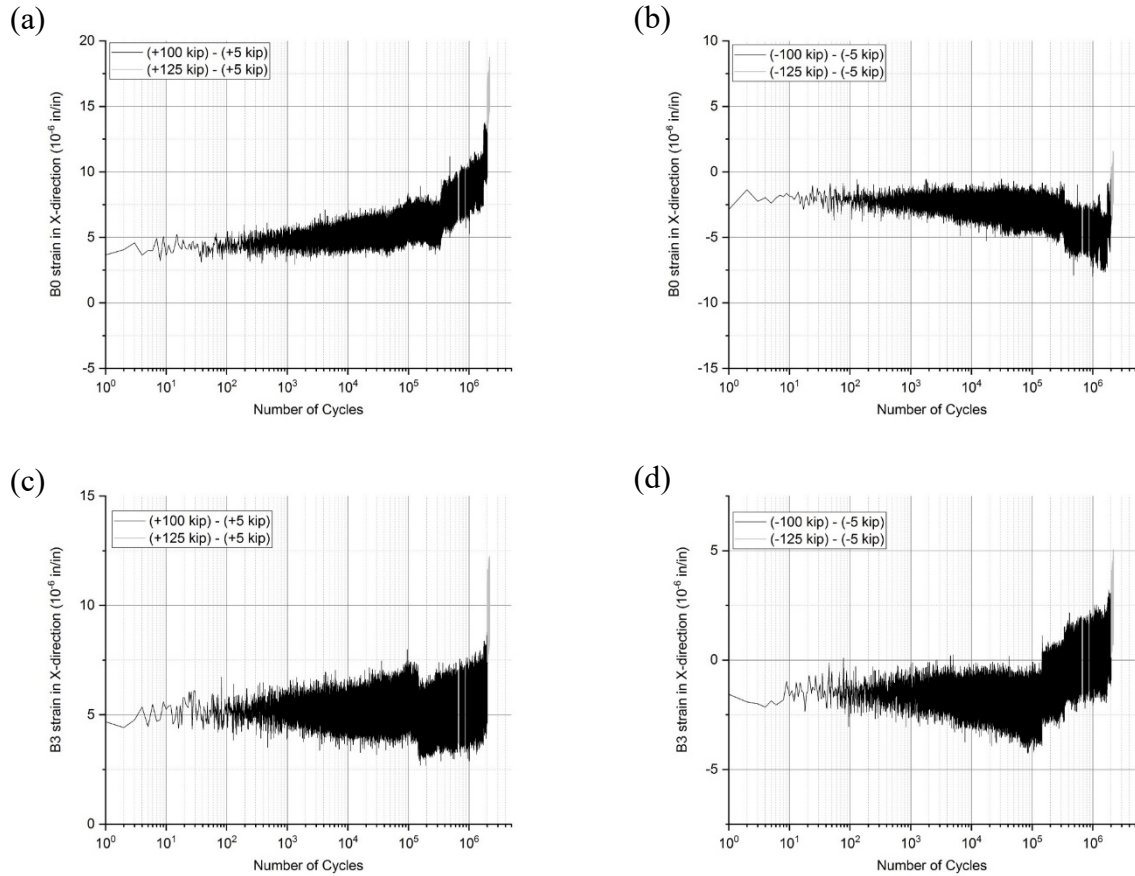 (a)
(+100 kip) - (+5 kip)
(+125 kip) - (+5 kip)
B0 strain in X-direction (10⁻⁶ in/in)
20
15
10
5
0
-5
10⁰ 10¹ 10² 10³ 10⁴ 10⁵ 10⁶
Number of Cycles
(b)
(-100 kip) - (-5 kip)
(-125 kip) - (-5 kip)
B0 strain in X-direction (10⁻⁶ in/in)
10
5
0
-5
-10
-15
10⁰ 10¹ 10² 10³ 10⁴ 10⁵ 10⁶
Number of Cycles
(c)
(+100 kip) - (+5 kip)
(+125 kip) - (+5 kip)
B3 strain in X-direction (10⁻⁶ in/in)
15
10
5
0
10⁰ 10¹ 10² 10³ 10⁴ 10⁵ 10⁶
Number of Cycles
(d)
(-100 kip) - (-5 kip)
(-125 kip) - (-5 kip)
B3 strain in X-direction (10⁻⁶ in/in)
5
0
-5
10⁰ 10¹ 10² 10³ 10⁴ 10⁵ 10⁶
Number of Cycles